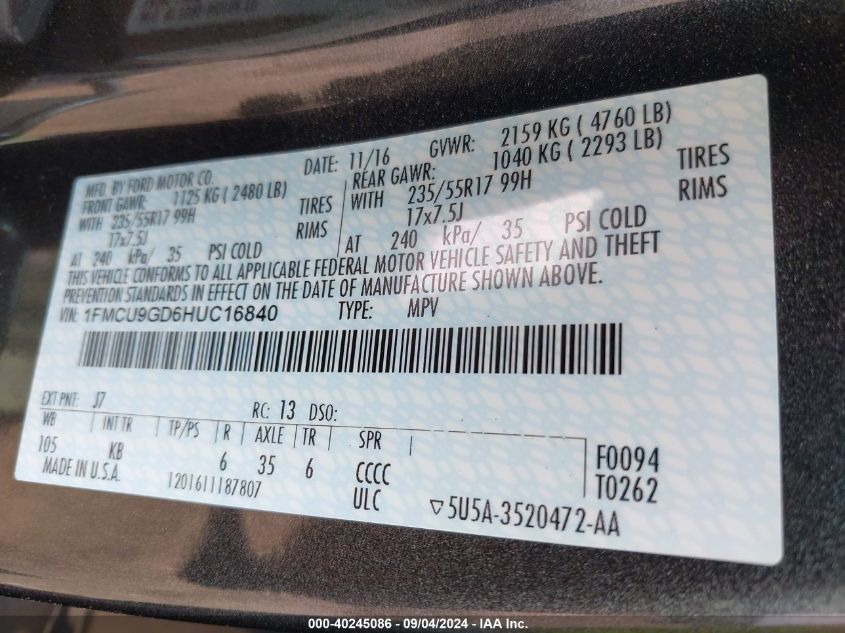 MFD. BY FORD MOTOR CO. DATE: 11/16 GVWR: 2159 KG ( 4760 LB)
FRONT GAWR: 1125 KG ( 2480 LB) REAR GAWR: 1040 KG ( 2293 LB)
WITH 235/55R17 99H TIRES WITH 235/55R17 99H TIRES
17x7.5J RIMS 17x7.5J RIMS
AT 240 kPa/ 35 PSI COLD AT 240 kPa/ 35 PSI COLD
THIS VEHICLE CONFORMS TO ALL APPLICABLE FEDERAL MOTOR VEHICLE SAFETY AND THEFT
PREVENTION STANDARDS IN EFFECT ON THE DATE OF MANUFACTURE SHOWN ABOVE.
VIN: 1FMCU9GD6HUC16840 TYPE: MPV
EXT PNT: J7 RC: 13 DSO:
WB INT TR TP/PS R AXLE TR SPR
105 KB 6 35 6 CCCC F0094
MADE IN U.S.A. 1201611187807 ULC T0262
5U5A-3520472-AA
000-40245086 - 09/04/2024 - IAA Inc.